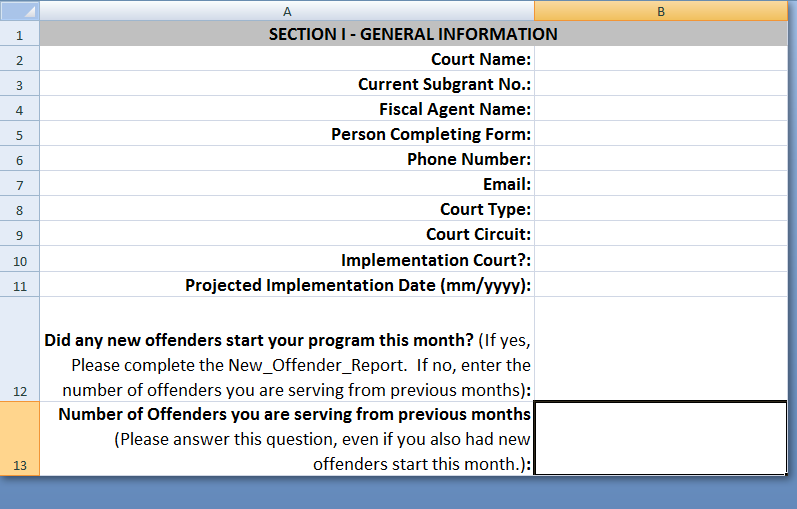 A B
1 SECTION I - GENERAL INFORMATION
2 Court Name:
3 Current Subgrant No.:
4 Fiscal Agent Name:
5 Person Completing Form:
6 Phone Number:
7 Email:
8 Court Type:
9 Court Circuit:
10 Implementation Court?:
11 Projected Implementation Date (mm/yyyy):
Did any new offenders start your program this month? (If yes,
Please complete the New_Offender_Report.  If no, enter the
12 number of offenders you are serving from previous months):
Number of Offenders you are serving from previous months
(Please answer this question, even if you also had new
13 offenders start this month.):